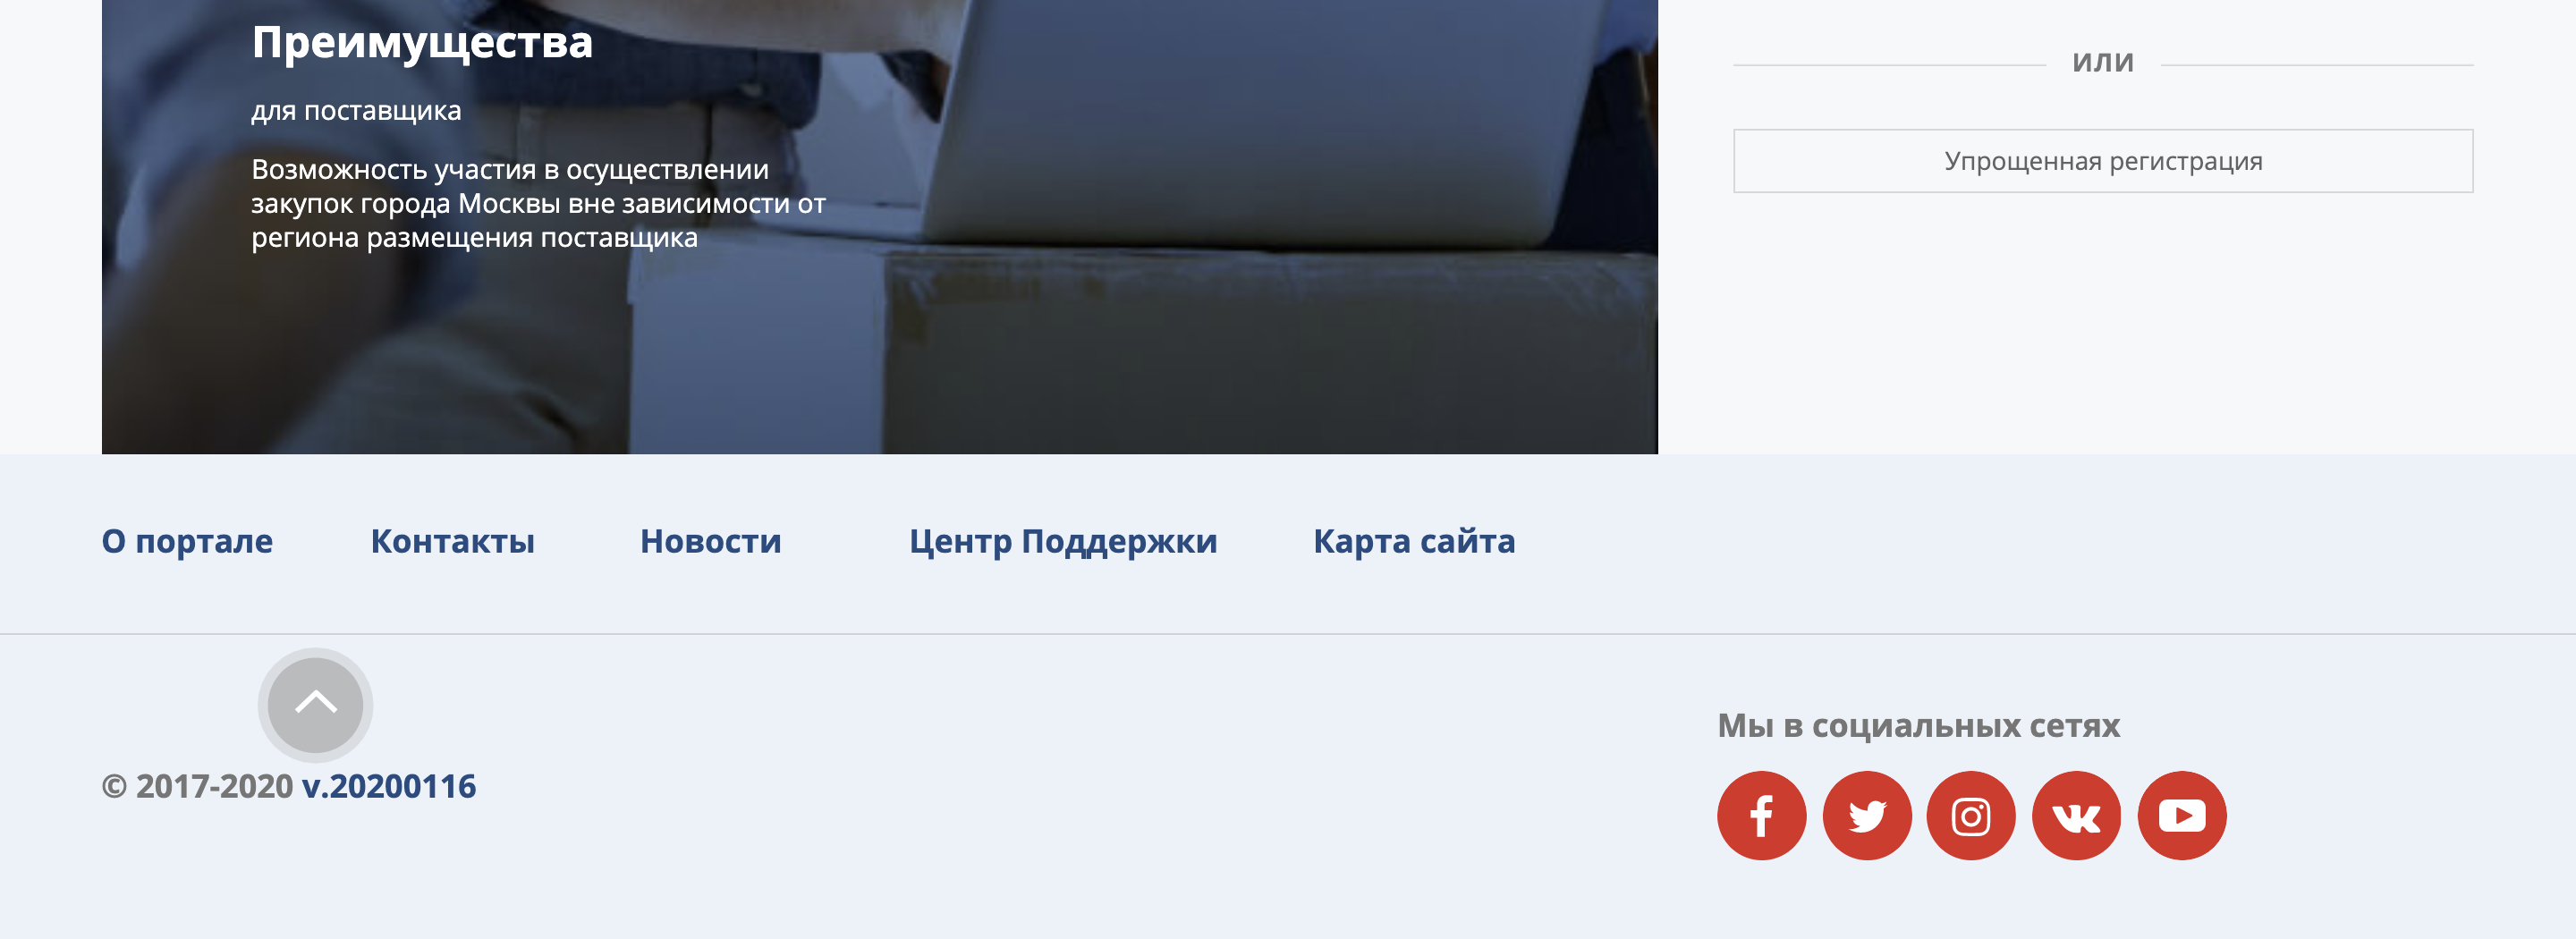 Преимущества
для поставщика
Возможность участия в осуществлении
закупок города Москвы вне зависимости от
региона размещения поставщика
ИЛИ
Упрощенная регистрация
О портале
Контакты
Новости
Центр Поддержки
Карта сайта
© 2017-2020 v.20200116
Мы в социальных сетях